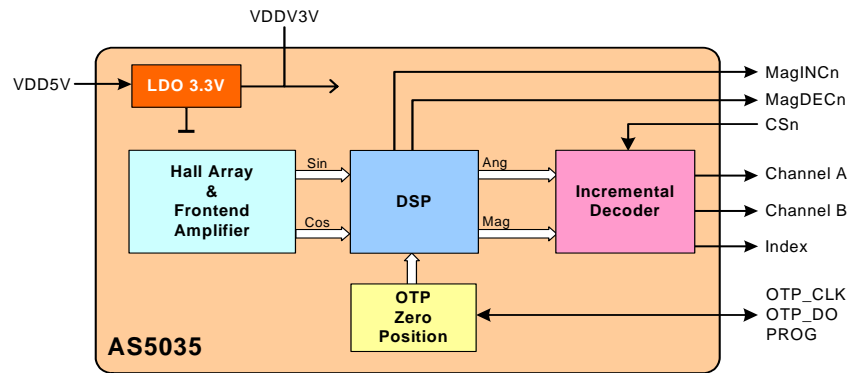 VDDV3V
VDD5V
LDO 3.3V
MagINCn
MagDECn
CSn
Hall Array
&
Frontend
Amplifier
Sin
Cos
DSP
Ang
Mag
Incremental
Decoder
Channel A
Channel B
Index
OTP
Zero
Position
OTP_CLK
OTP_DO
PROG
AS5035